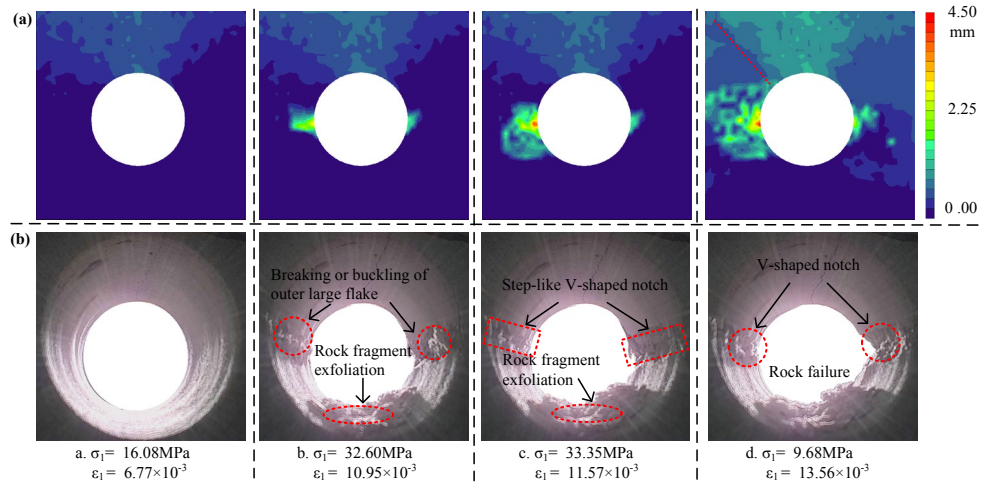 (a)
4.50
mm
2.25
0 .00
(b)
Breaking or buckling of
outer large flake
Rock fragment
exfoliation
Step-like V-shaped notch
Rock fragment
exfoliation
V-shaped notch
Rock failure
a. σ₁= 16.08MPa
ε₁ = 6.77×10⁻³
b. σ₁= 32.60MPa
ε₁ = 10.95×10⁻³
c. σ₁= 33.35MPa
ε₁ = 11.57×10⁻³
d. σ₁= 9.68MPa
ε₁ = 13.56×10⁻³